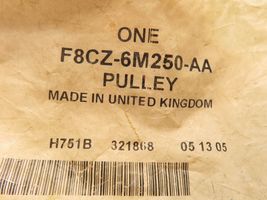 ONE
F8CZ-6M250-AA
PULLEY
MADE IN UNITED KINGDOM
H751B 321868 05 13 05